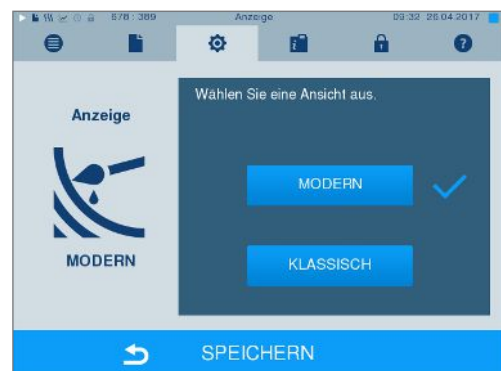 678 : 389 Anzeige 09:32 26.04.2017
Wählen Sie eine Ansicht aus.
Anzeige
MODERN
MODERN
KLASSISCH
SPEICHERN